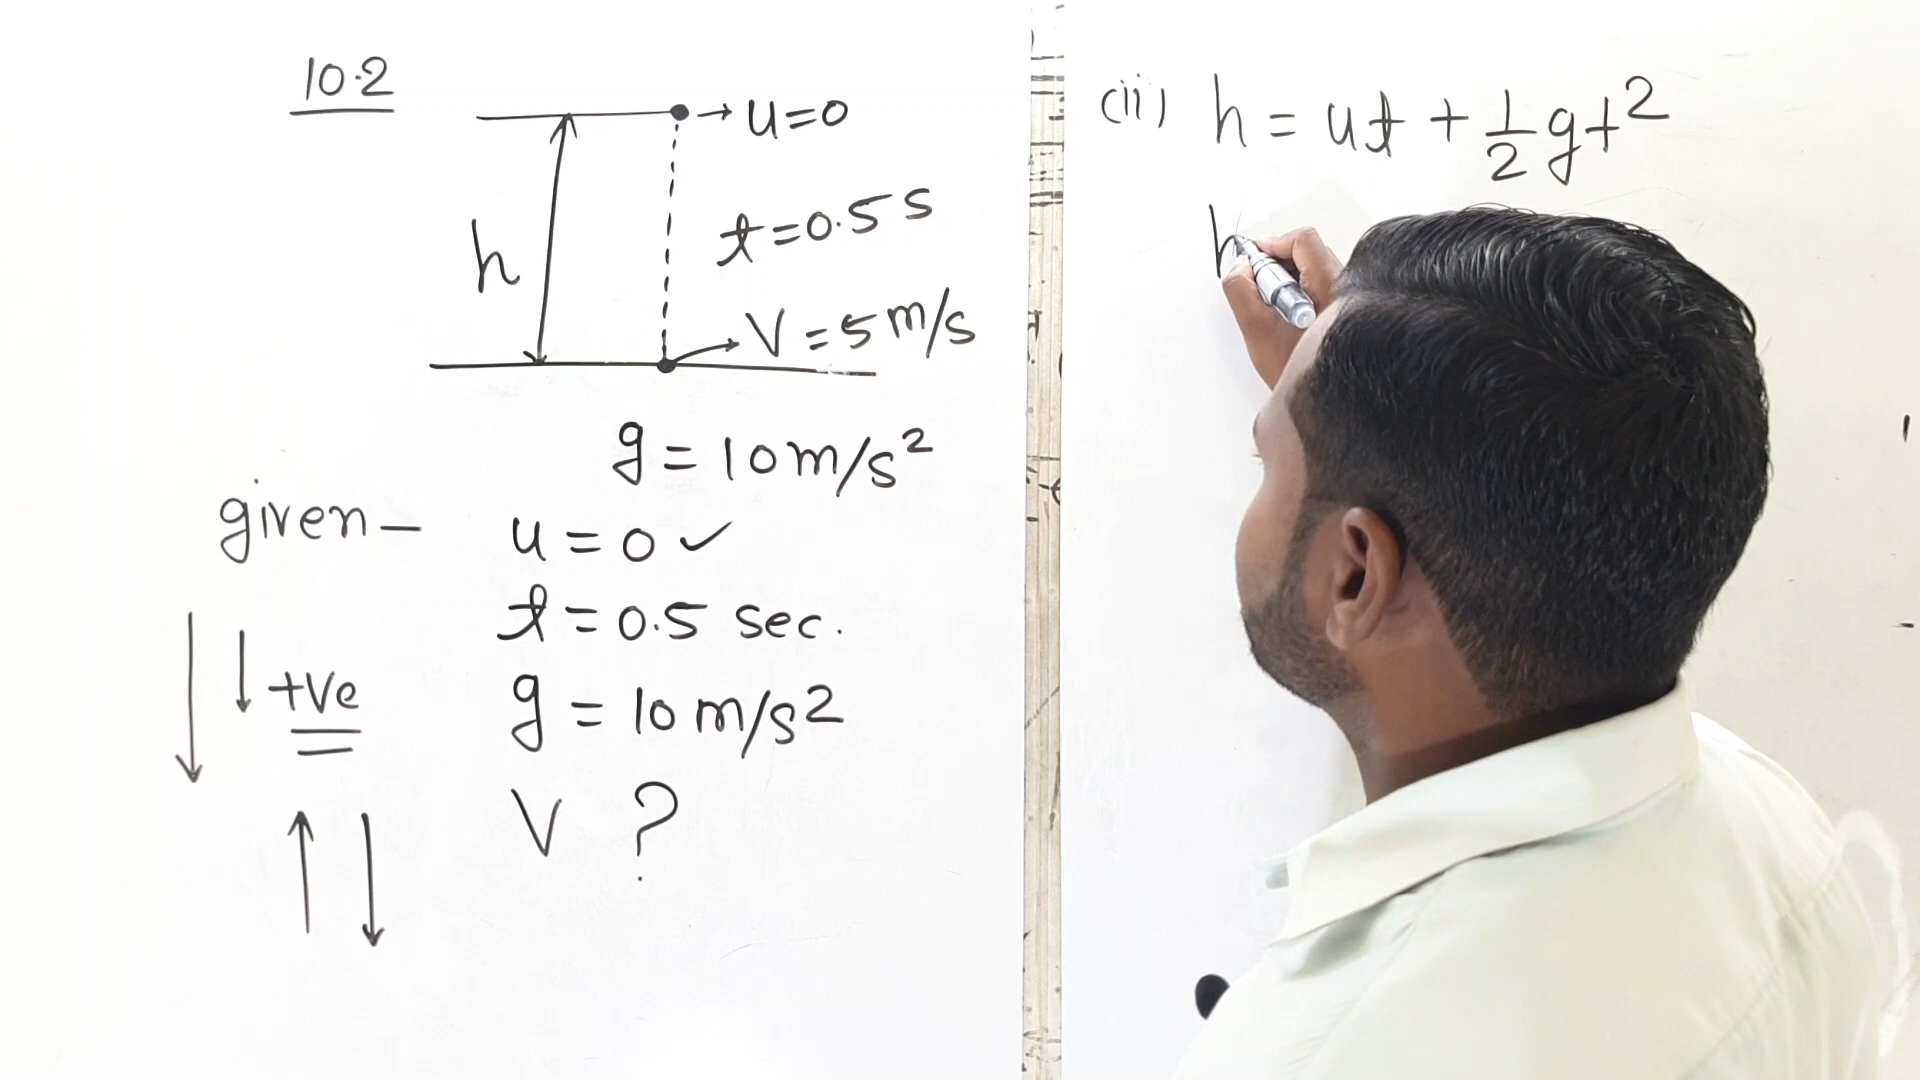 10.2
u=0
h
t=0.5 s
V = 5 m/s
g = 10 m/s²
given –
u = 0 ✓
t = 0.5 sec.
+ve
g = 10 m/s²
V ?
(ii) h = ut + 1/2 gt²
h